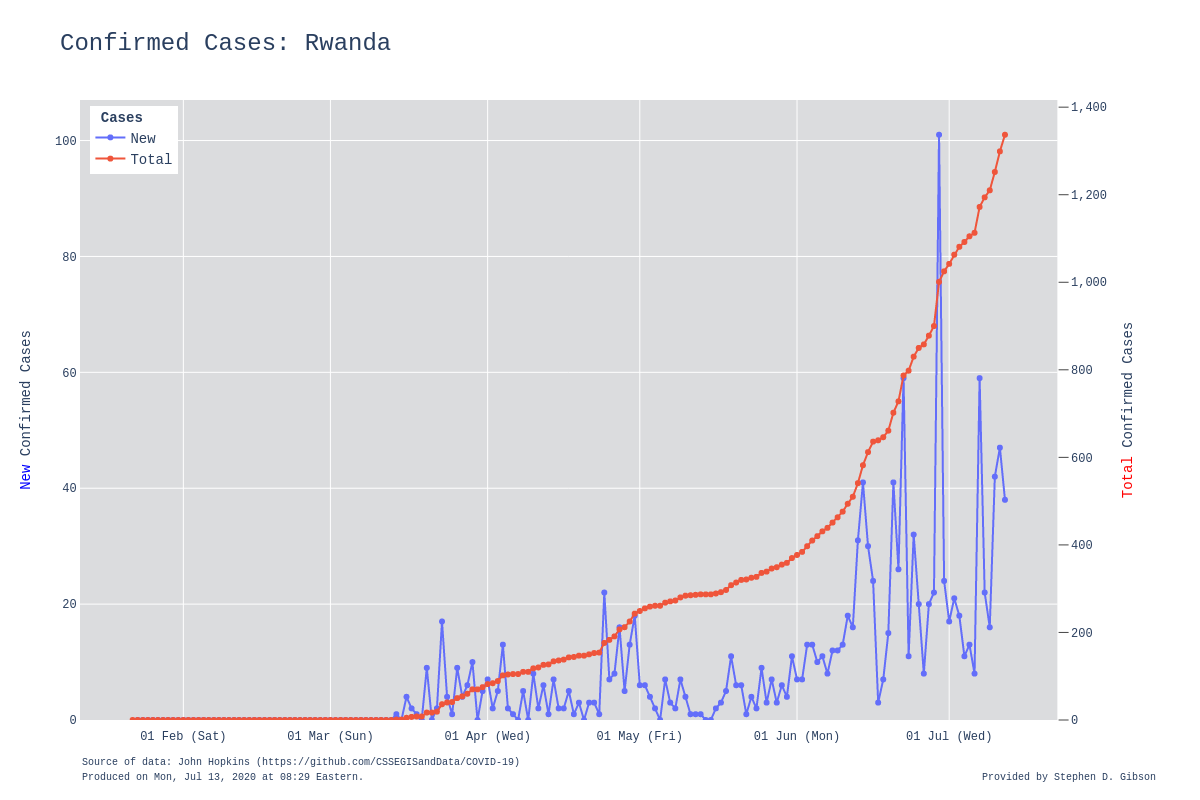 Confirmed Cases: Rwanda
Cases
New
Total
100
80
60
40
20
0
New Confirmed Cases
1,400
1,200
1,000
800
600
400
200
0
Total Confirmed Cases
01 Feb (Sat)
01 Mar (Sun)
01 Apr (Wed)
01 May (Fri)
01 Jun (Mon)
01 Jul (Wed)
Source of data: John Hopkins (https://github.com/CSSEGISandData/COVID-19)
Produced on Mon, Jul 13, 2020 at 08:29 Eastern.
Provided by Stephen D. Gibson